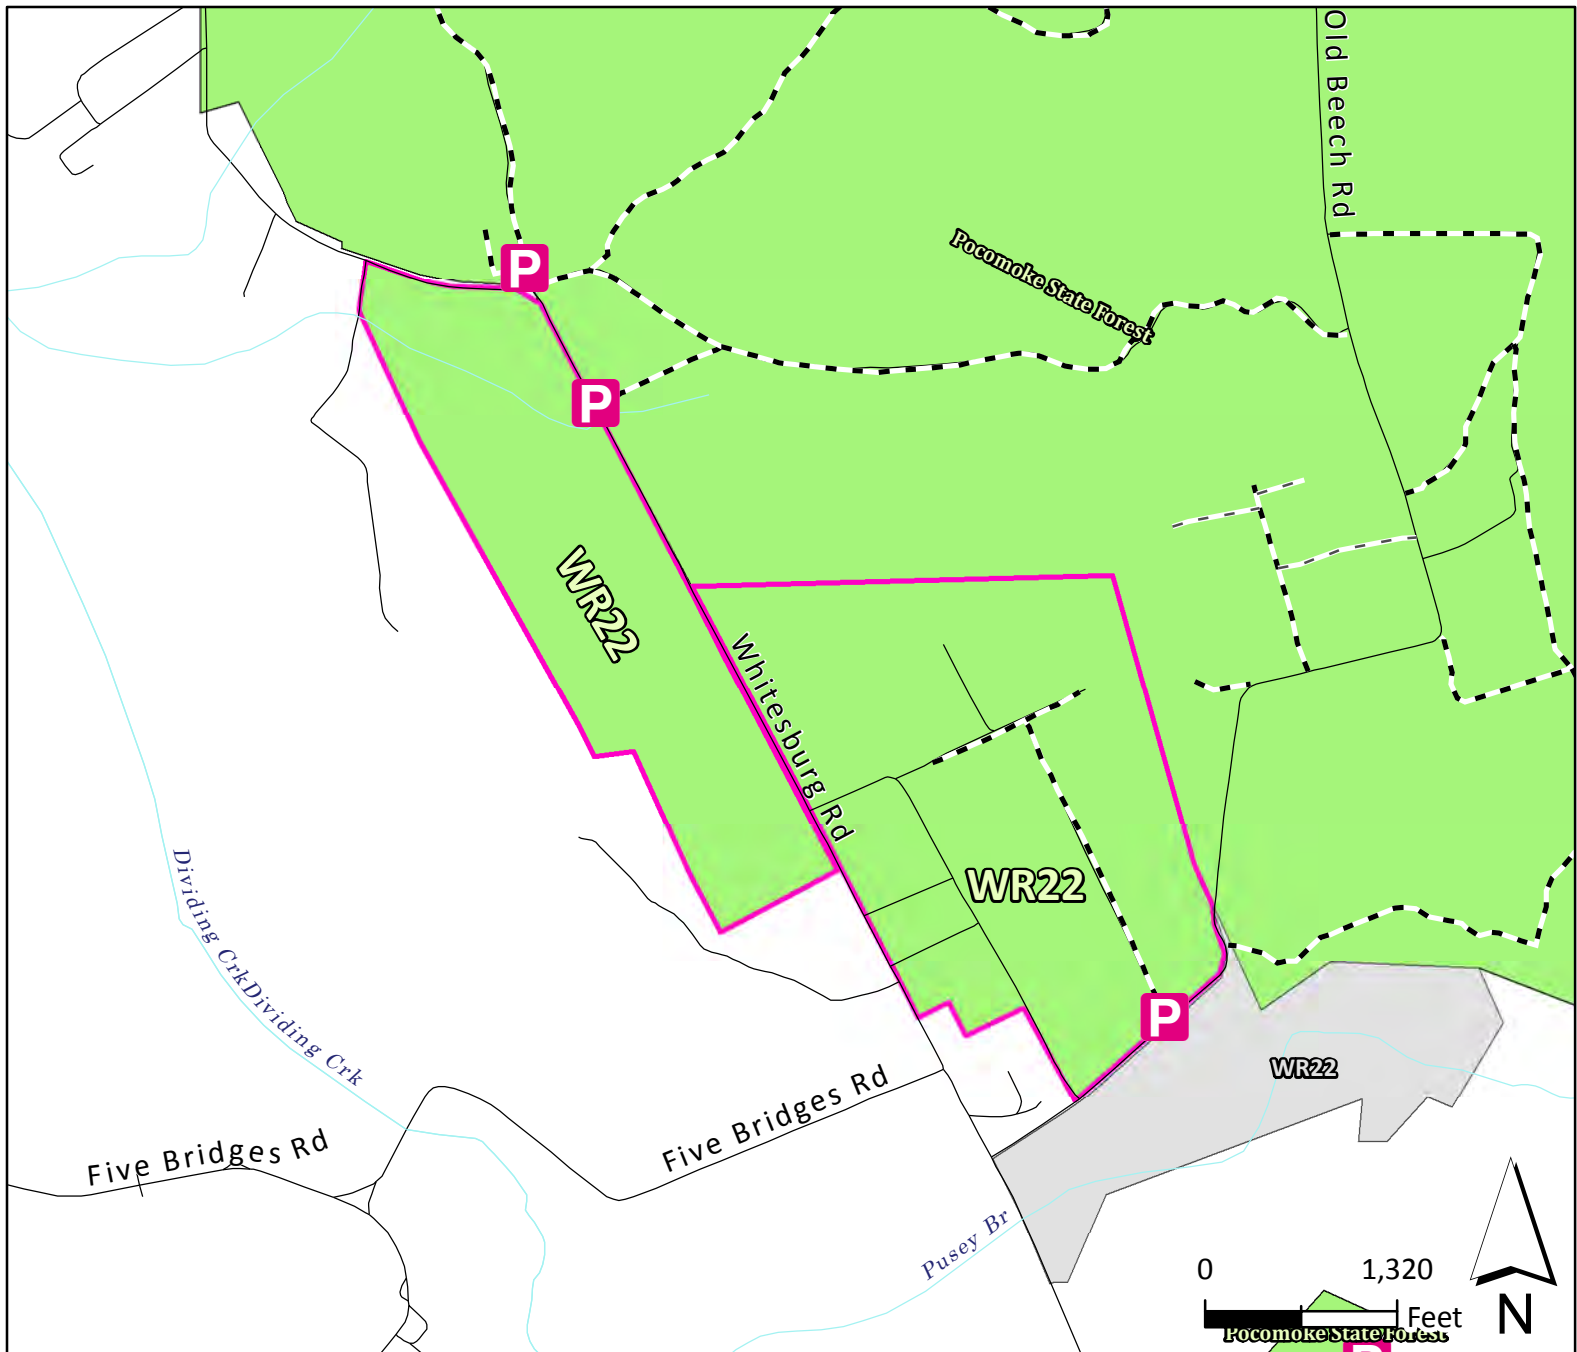 Old Beech Rd
Pocomoke State Forest
P
P
WR22
Whitesburg Rd
WR22
Dividing Crk
Dividing Crk
P
WR22
Five Bridges Rd
Five Bridges Rd
Pusey Br
0 1,320
Feet
N
Pocomoke State Forest
P